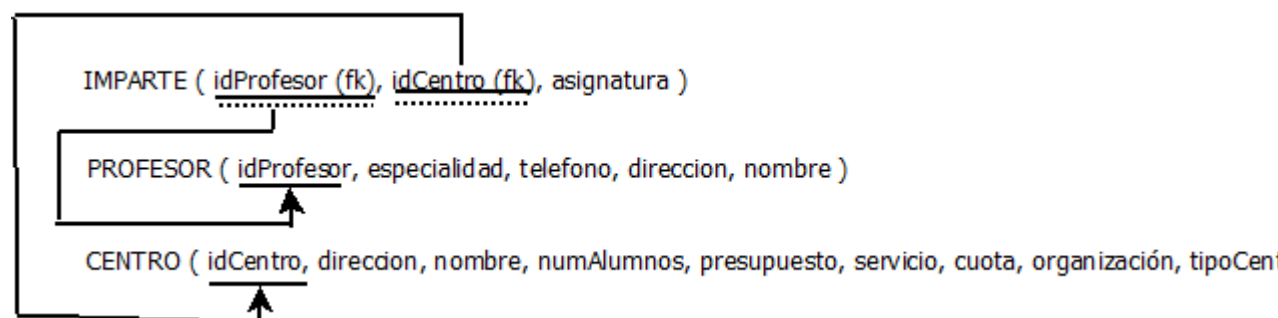 IMPARTE ( idProfesor (fk), idCentro (fk), asignatura )
PROFESOR ( idProfesor, especialidad, telefono, direccion, nombre )
CENTRO ( idCentro, direccion, nombre, numAlumnos, presupuesto, servicio, cuota, organización,